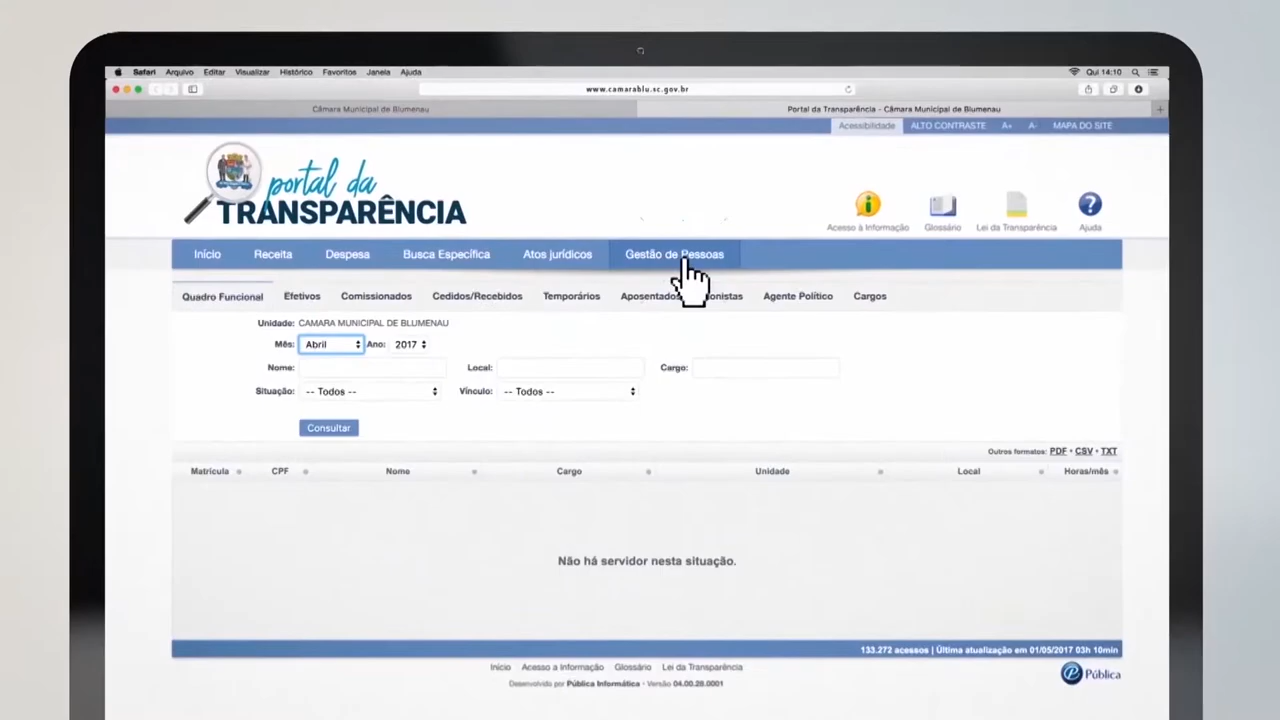 Safari Arquivo Editar Visualizar Histórico Favoritos Janela Ajuda Qui 14:10
www.camarablu.sc.gov.br
Câmara Municipal de Blumenau Portal da Transparência - Câmara Municipal de Blumenau
Acessibilidade ALTO CONTRASTE A+ A- MAPA DO SITE
portal da
TRANSPARÊNCIA
Acesso à Informação Glossário Lei da Transparência Ajuda
Início Receita Despesa Busca Específica Atos jurídicos Gestão de Pessoas
Quadro Funcional Efetivos Comissionados Cedidos/Recebidos Temporários Aposentados onistas Agente Político Cargos
Unidade: CAMARA MUNICIPAL DE BLUMENAU
Mês: Abril Ano: 2017
Nome: Local: Cargo:
Situação: -- Todos -- Vínculo: -- Todos --
Consultar
Outros formatos: PDF • CSV • TXT
Matrícula CPF Nome Cargo Unidade Local Horas/mês
Não há servidor nesta situação.
133.272 acessos | Última atualização em 01/05/2017 03h 10min
Início Acesso a Informação Glossário Lei da Transparência
Desenvolvido por Pública Informática - Versão 04.00.28.0001
Pública